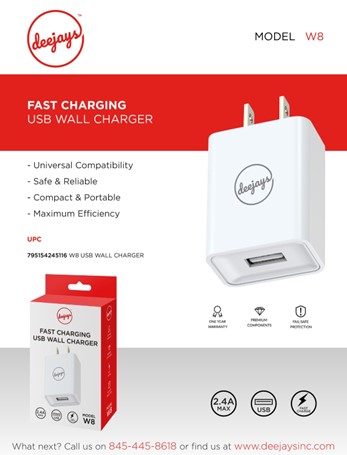 deejays
MODEL W8
FAST CHARGING
USB WALL CHARGER
- Universal Compatibility
- Safe & Reliable
- Compact & Portable
- Maximum Efficiency
deejays
UPC
795154245116 W8 USB WALL CHARGER
ONE YEAR
WARRANTY
PREMIUM
COMPONENTS
FAIL-SAFE
PROTECTION
deejays
FAST CHARGING
USB WALL CHARGER
MODEL
W8
2.4A
MAX
USB
FAST
CHARGE
What next? Call us on 845-445-8618 or find us at www.deejaysinc.com